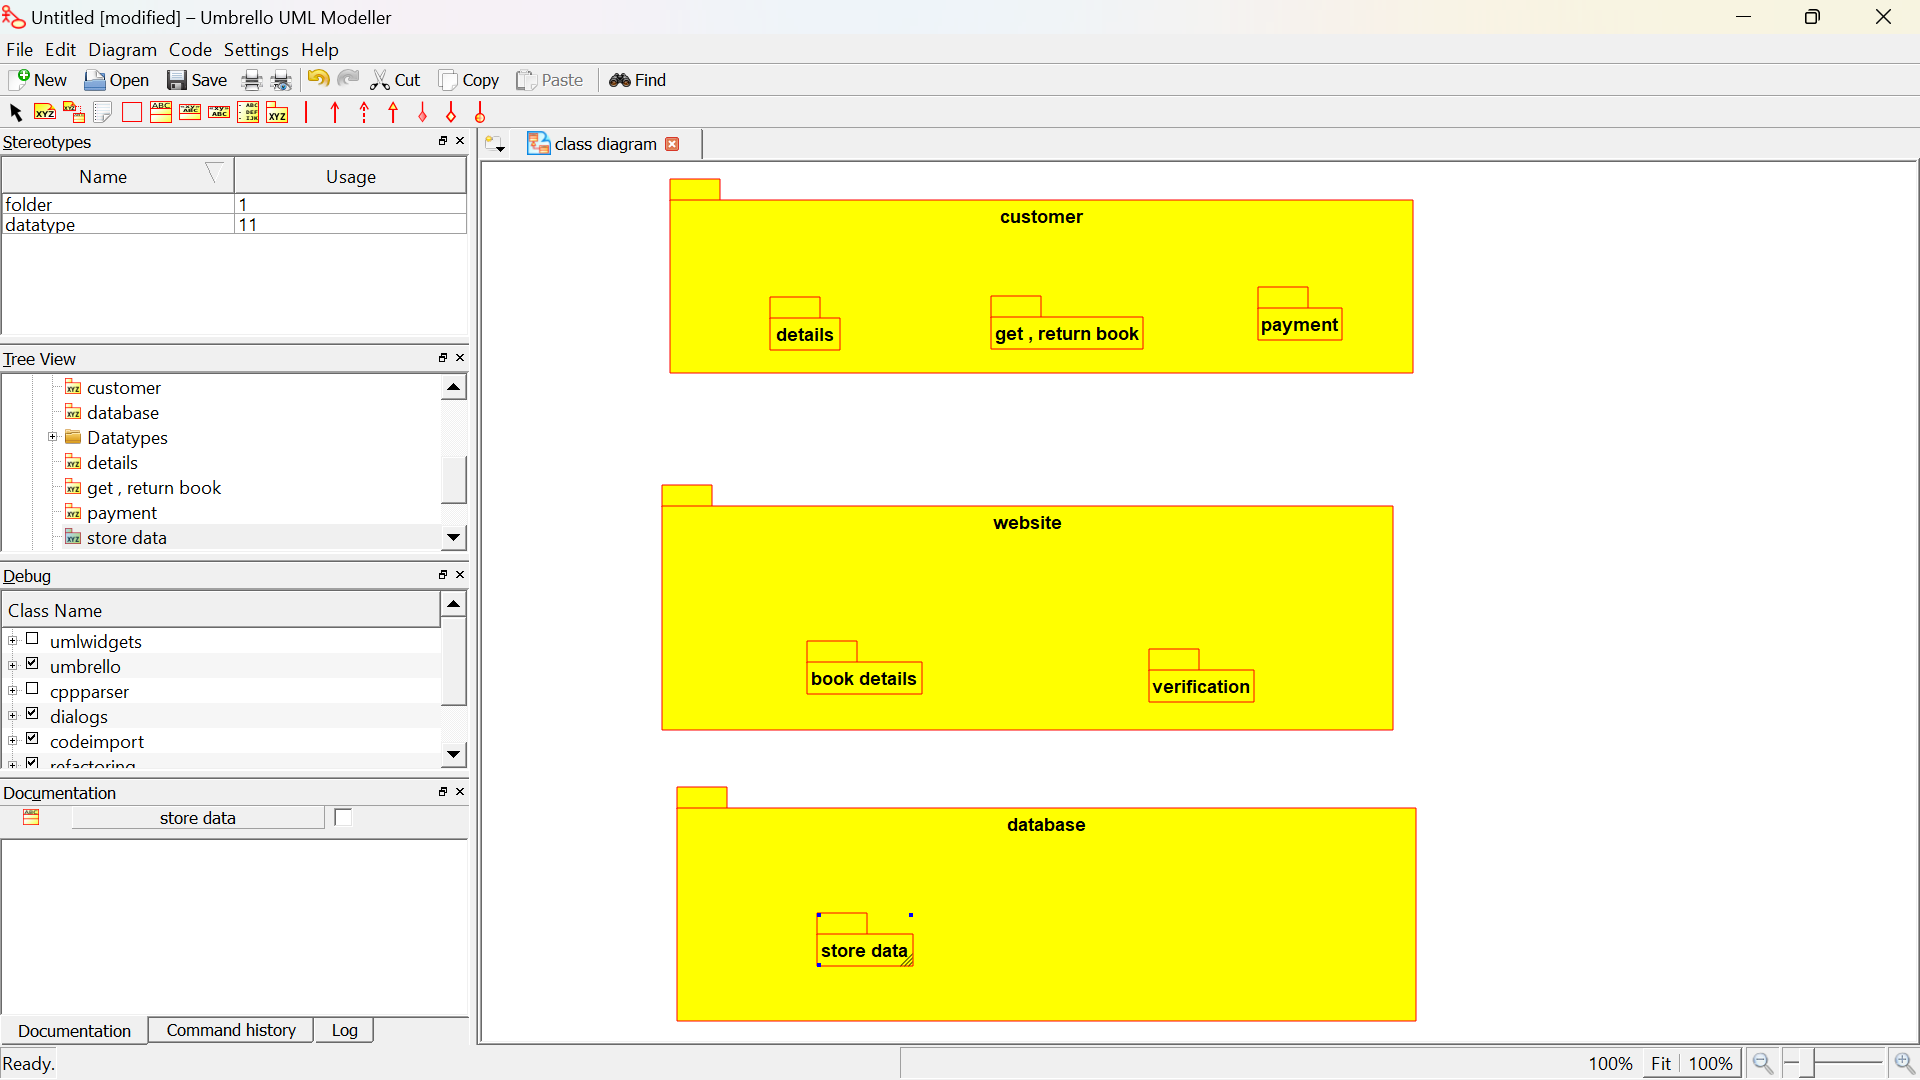 Untitled [modified] – Umbrello UML Modeller
File Edit Diagram Code Settings Help
New Open Save Cut Copy Paste Find
Stereotypes
class diagram
Name Usage
folder 1
datatype 11
customer
details
get , return book
payment
Tree View
customer
database
Datatypes
details
get , return book
payment
store data
website
book details
verification
Debug
Class Name
umlwidgets
umbrello
cppparser
dialogs
codeimport
refactoring
Documentation
store data
database
store data
Documentation Command history Log
Ready.
100% Fit 100%